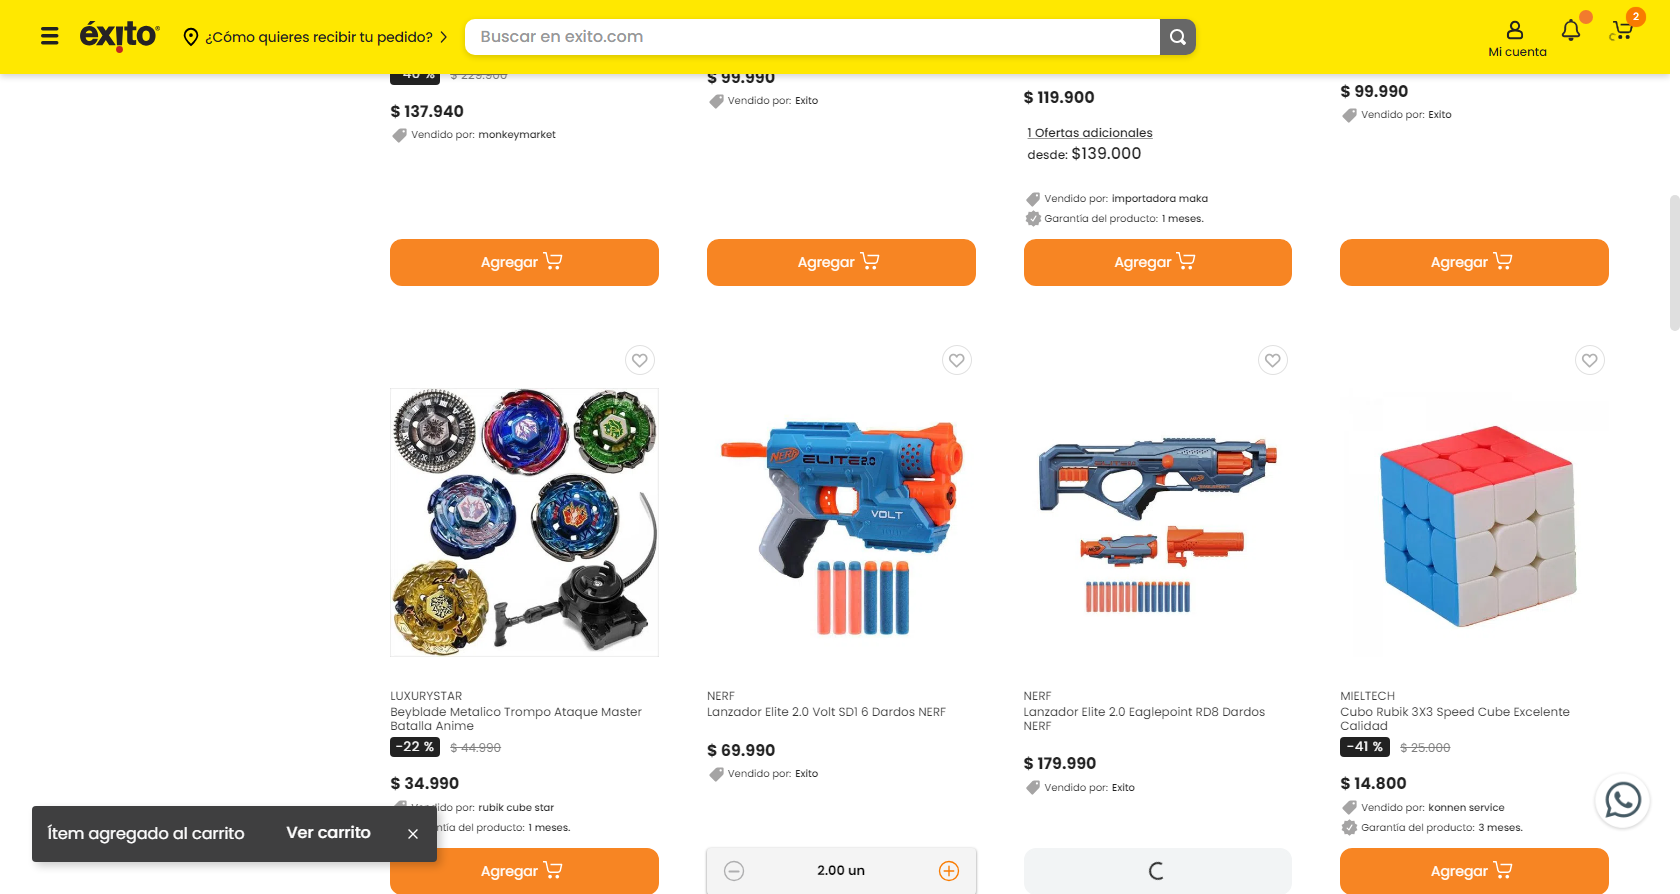 éxito
¿Cómo quieres recibir tu pedido?
Buscar en exito.com
Mi cuenta
2
-40 % $ 229.900
$ 137.940
Vendido por: monkeymarket
$ 99.990
Vendido por: Exito
$ 119.900
1 Ofertas adicionales
desde: $139.000
Vendido por: importadora maka
Garantía del producto: 1 meses.
$ 99.990
Vendido por: Exito
Agregar
Agregar
Agregar
Agregar
NERF ELITE 2.0
VOLT
LUXURYSTAR
Beyblade Metalico Trompo Ataque Master
Batalla Anime
-22 % $ 44.990
$ 34.990
Vendido por: rubik cube star
ntía del producto: 1 meses.
Agregar
NERF
Lanzador Elite 2.0 Volt SD1 6 Dardos NERF
$ 69.990
Vendido por: Exito
2.00 un
NERF
Lanzador Elite 2.0 Eaglepoint RD8 Dardos
NERF
$ 179.990
Vendido por: Exito
MIELTECH
Cubo Rubik 3X3 Speed Cube Excelente
Calidad
-41 % $ 25.000
$ 14.800
Vendido por: konnen service
Garantía del producto: 3 meses.
Agregar
Ítem agregado al carrito Ver carrito